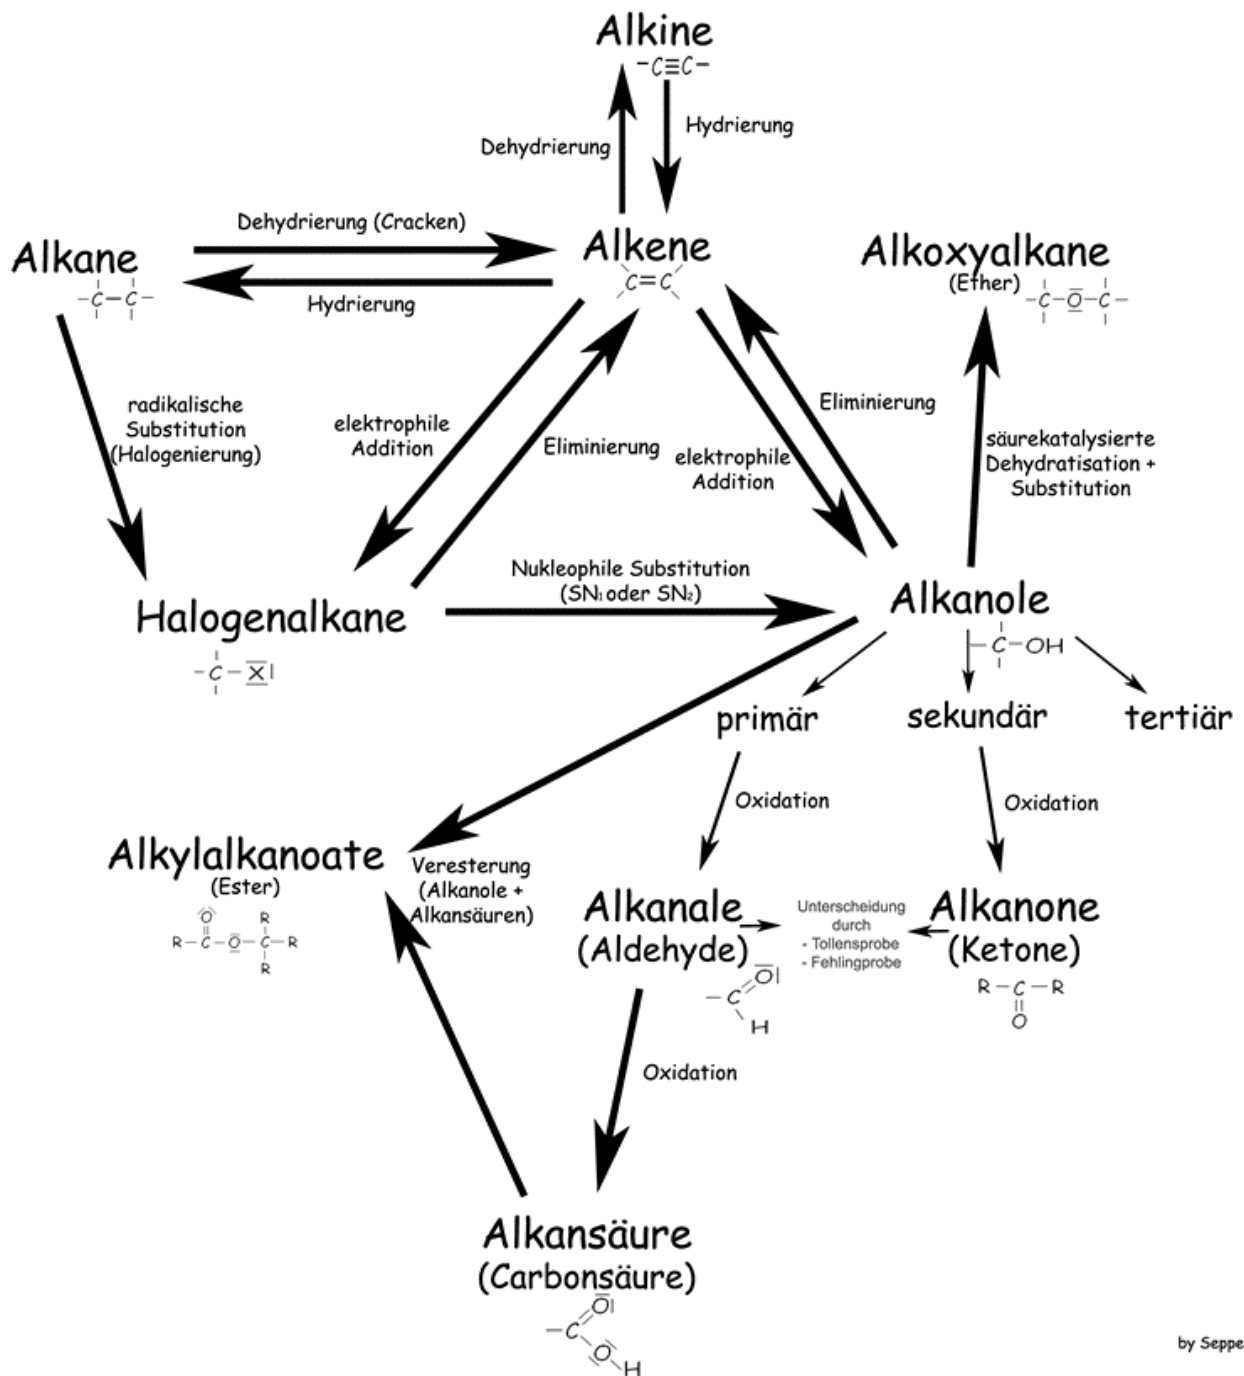 Alkine
–C≡C–
Dehydrierung
Hydrierung
Dehydrierung (Cracken)
Alkane
Alkene
Alkoxyalkane
(Ether)
–C–C–
C=C
–C–O–C–
Hydrierung
radikalische
Substitution
(Halogenierung)
elektrophile
Addition
Eliminierung
elektrophile
Addition
Eliminierung
säurekatalysierte
Dehydratisation +
Substitution
Nukleophile Substitution
(SN₁ oder SN₂)
Halogenalkane
–C–X
Alkanole
–C–OH
primär
sekundär
tertiär
Oxidation
Oxidation
Alkylalkanoate
(Ester)
O R
R–C–O–C–R
R
Veresterung
(Alkanole +
Alkansäuren)
Alkanale
(Aldehyde)
O
–C
H
Unterscheidung
durch
- Tollensprobe
- Fehlingprobe
Alkanone
(Ketone)
R–C–R
O
Oxidation
Alkansäure
(Carbonsäure)
O
–C
O
H
by Seppe